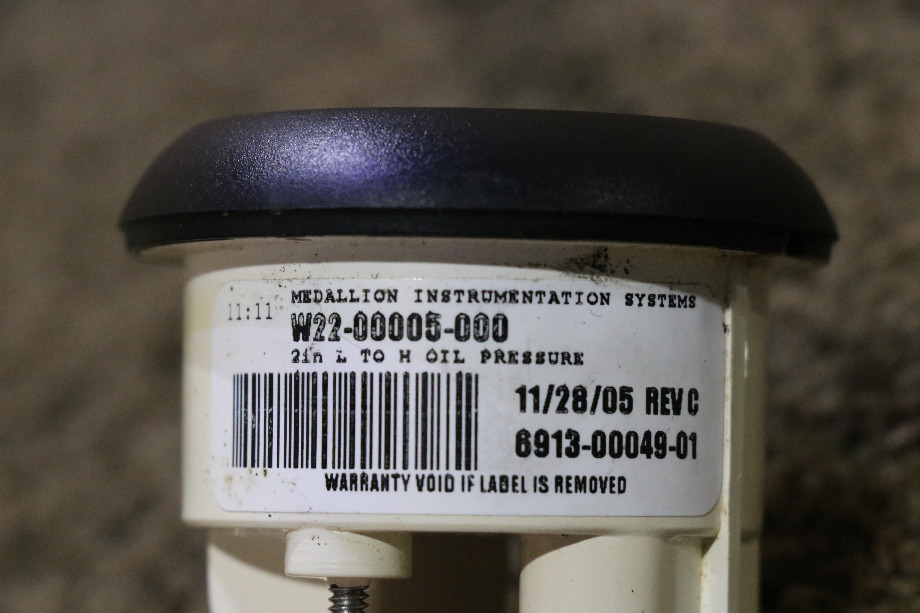 11:11 MEDALLION INSTRUMENTATION SYSTEMS
W22-00005-000
2in L TO H OIL PRESSURE
11/28/05 REV C
6913-00049-01
WARRANTY VOID IF LABEL IS REMOVED